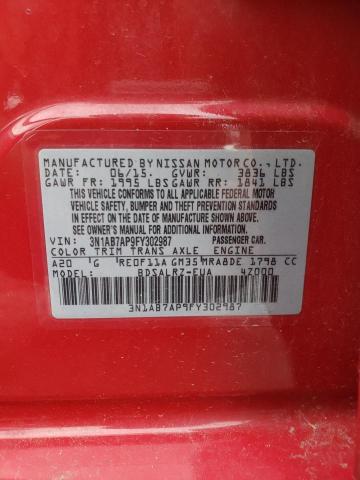 MANUFACTURED BY NISSAN MOTOR CO., LTD.
DATE: 06/15. GVWR: 3836 LBS
GAWR FR: 1995 LBS GAWR RR: 1841 LBS
THIS VEHICLE CONFORMS TO ALL APPLICABLE FEDERAL MOTOR
VEHICLE SAFETY, BUMPER AND THEFT PREVENTION STANDARDS
IN EFFECT ON THE DATE OF MANUFACTURE SHOWN ABOVE.
SEE OWNERS MANUAL FOR ADDITIONAL INFORMATION.
VIN: 3N1AB7AP9FY302987 PASSENGER CAR.
COLOR TRIM TRANS AXLE ENGINE
A20 G RE0F11A GM35 MRA8DE 1798 CC
MODEL: BDSALRZ-EUA 4Z000
3N1AB7AP9FY302987